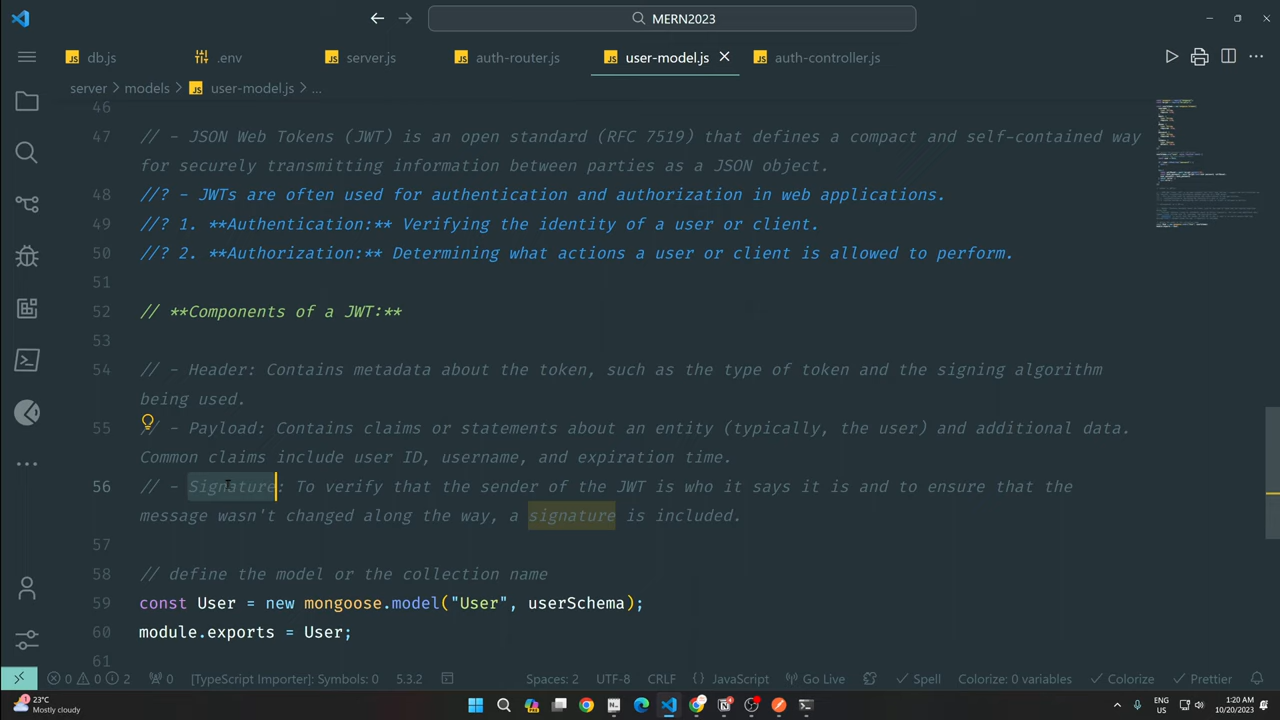 MERN2023
JS db.js
.env
JS server.js
JS auth-router.js
JS user-model.js
JS auth-controller.js
server > models > JS user-model.js > ...
46
47 // - JSON Web Tokens (JWT) is an open standard (RFC 7519) that defines a compact and self-contained way
for securely transmitting information between parties as a JSON object.
48 //? - JWTs are often used for authentication and authorization in web applications.
49 //? 1. **Authentication:** Verifying the identity of a user or client.
50 //? 2. **Authorization:** Determining what actions a user or client is allowed to perform.
51
52 // **Components of a JWT:**
53
54 // - Header: Contains metadata about the token, such as the type of token and the signing algorithm
being used.
55 // - Payload: Contains claims or statements about an entity (typically, the user) and additional data.
Common claims include user ID, username, and expiration time.
56 // - Signature: To verify that the sender of the JWT is who it says it is and to ensure that the
message wasn't changed along the way, a signature is included.
57
58 // define the model or the collection name
59 const User = new mongoose.model("User", userSchema);
60 module.exports = User;
61
0 0 2 0 [TypeScript Importer]: Symbols: 0 5.3.2 Spaces: 2 UTF-8 CRLF {} JavaScript Go Live Spell Colorize: 0 variables Colorize Prettier
23°C
Mostly cloudy
ENG
US
1:20 AM
10/20/2023